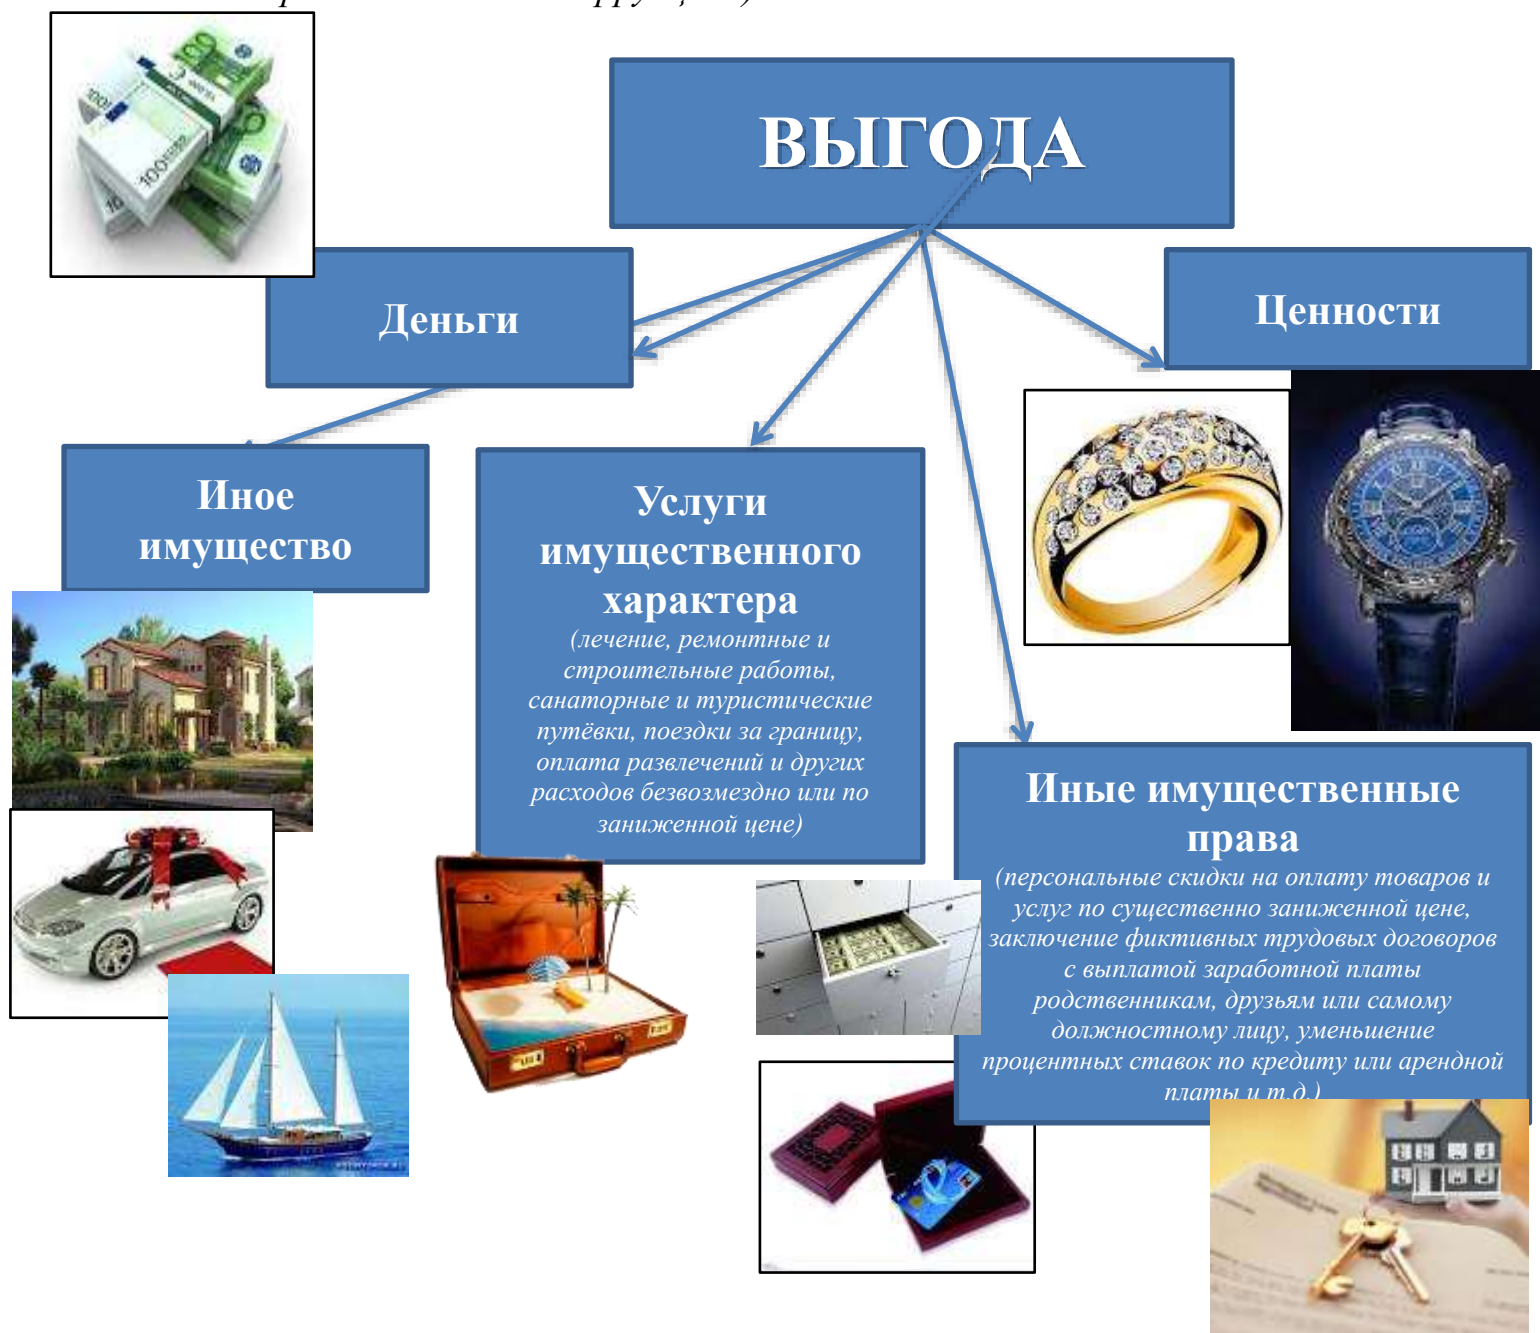 ВЫГОДА
Деньги
Ценности
Иное
имущество
Услуги
имущественного
характера
(лечение, ремонтные и
строительные работы,
санаторные и туристические
путёвки, поездки за границу,
оплата развлечений и других
расходов безвозмездно или по
заниженной цене)
Иные имущественные
права
(персональные скидки на оплату товаров и
услуг по существенно заниженной цене,
заключение фиктивных трудовых договоров
с выплатой заработной платы
родственникам, друзьям или самому
должностному лицу, уменьшение
процентных ставок по кредиту или арендной
платы и т.д.)
100
100